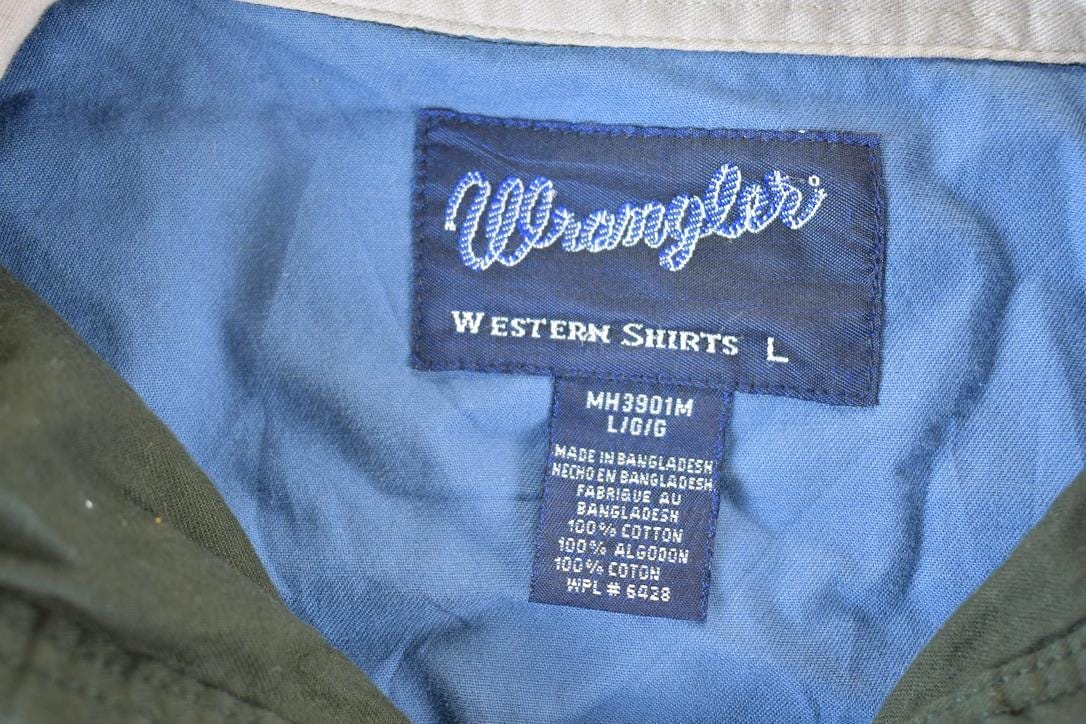 Wrangler®
WESTERN SHIRTS L
MH3901M
L/G/G
MADE IN BANGLADESH
HECHO EN BANGLADESH
FABRIQUE AU
BANGLADESH
100% COTTON
100% ALGODON
100% COTON
WPL # 6428